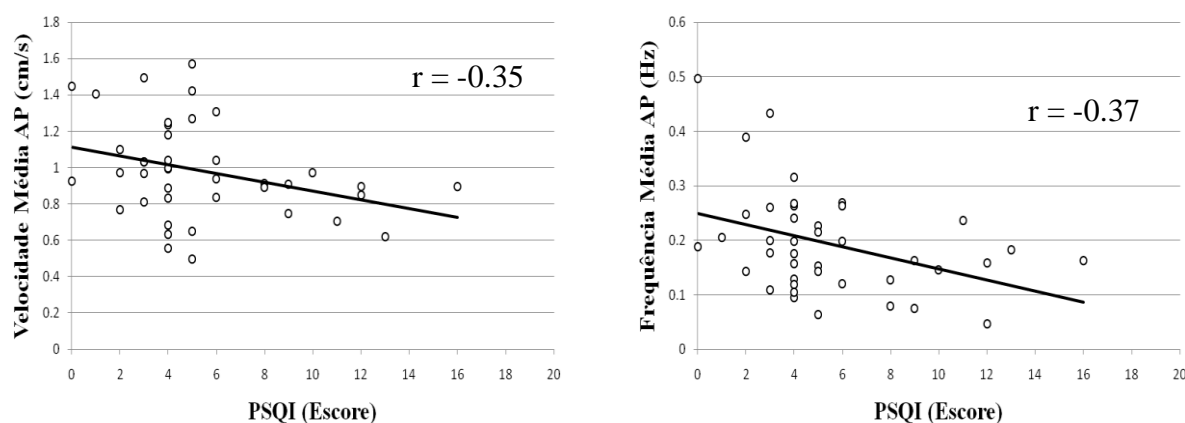 Velocidade Média AP (cm/s)
1.8
1.6
1.4
1.2
1
0.8
0.6
0.4
0.2
0
0 2 4 6 8 10 12 14 16 18 20
r = -0.35
PSQI (Escore)
Frequência Média AP (Hz)
0.6
0.5
0.4
0.3
0.2
0.1
0
0 2 4 6 8 10 12 14 16 18 20
r = -0.37
PSQI (Escore)